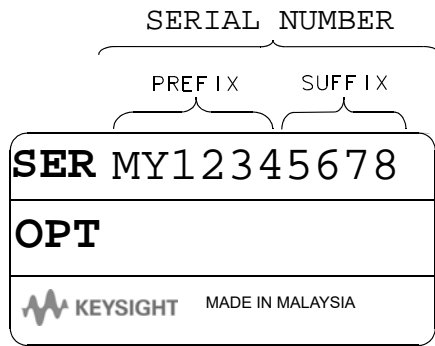 SERIAL NUMBER
PREFIX SUFFIX
SER MY12345678
OPT
KEYSIGHT MADE IN MALAYSIA